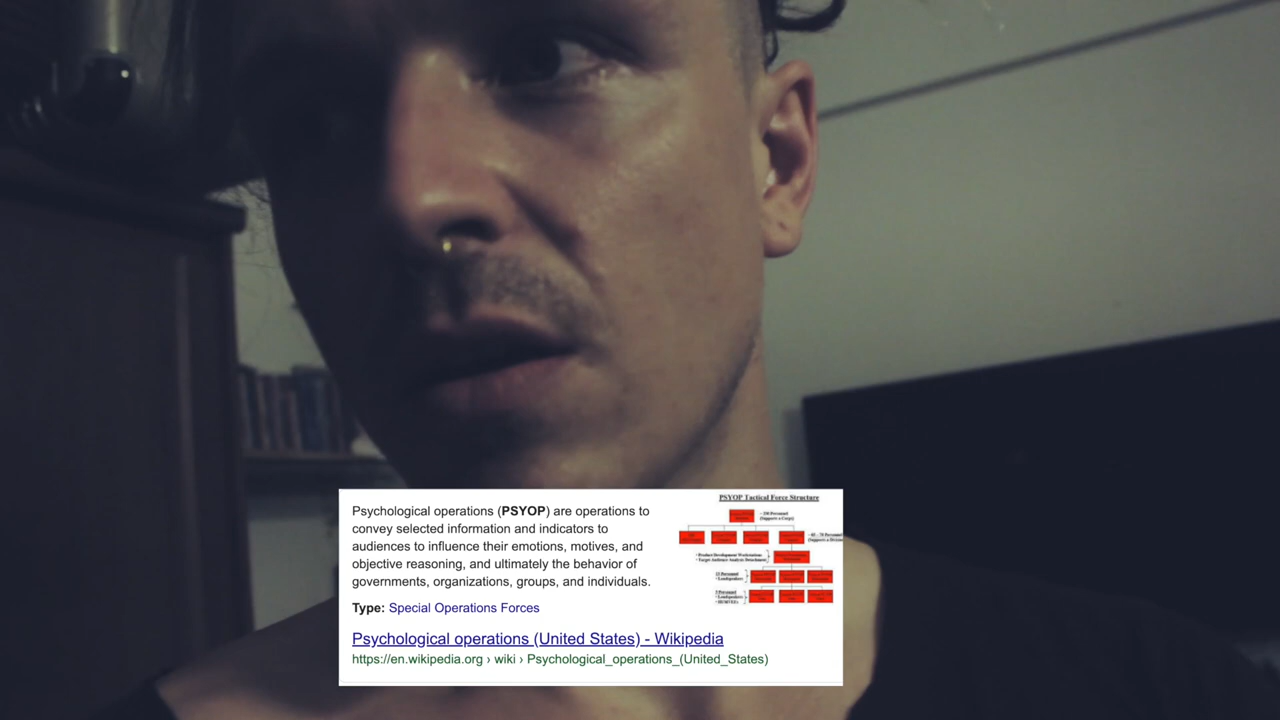 Psychological operations (PSYOP) are operations to
convey selected information and indicators to
audiences to influence their emotions, motives, and
objective reasoning, and ultimately the behavior of
governments, organizations, groups, and individuals.
Type: Special Operations Forces
Psychological operations (United States) - Wikipedia
https://en.wikipedia.org › wiki › Psychological_operations_(United_States)
PSYOP Tactical Force Structure